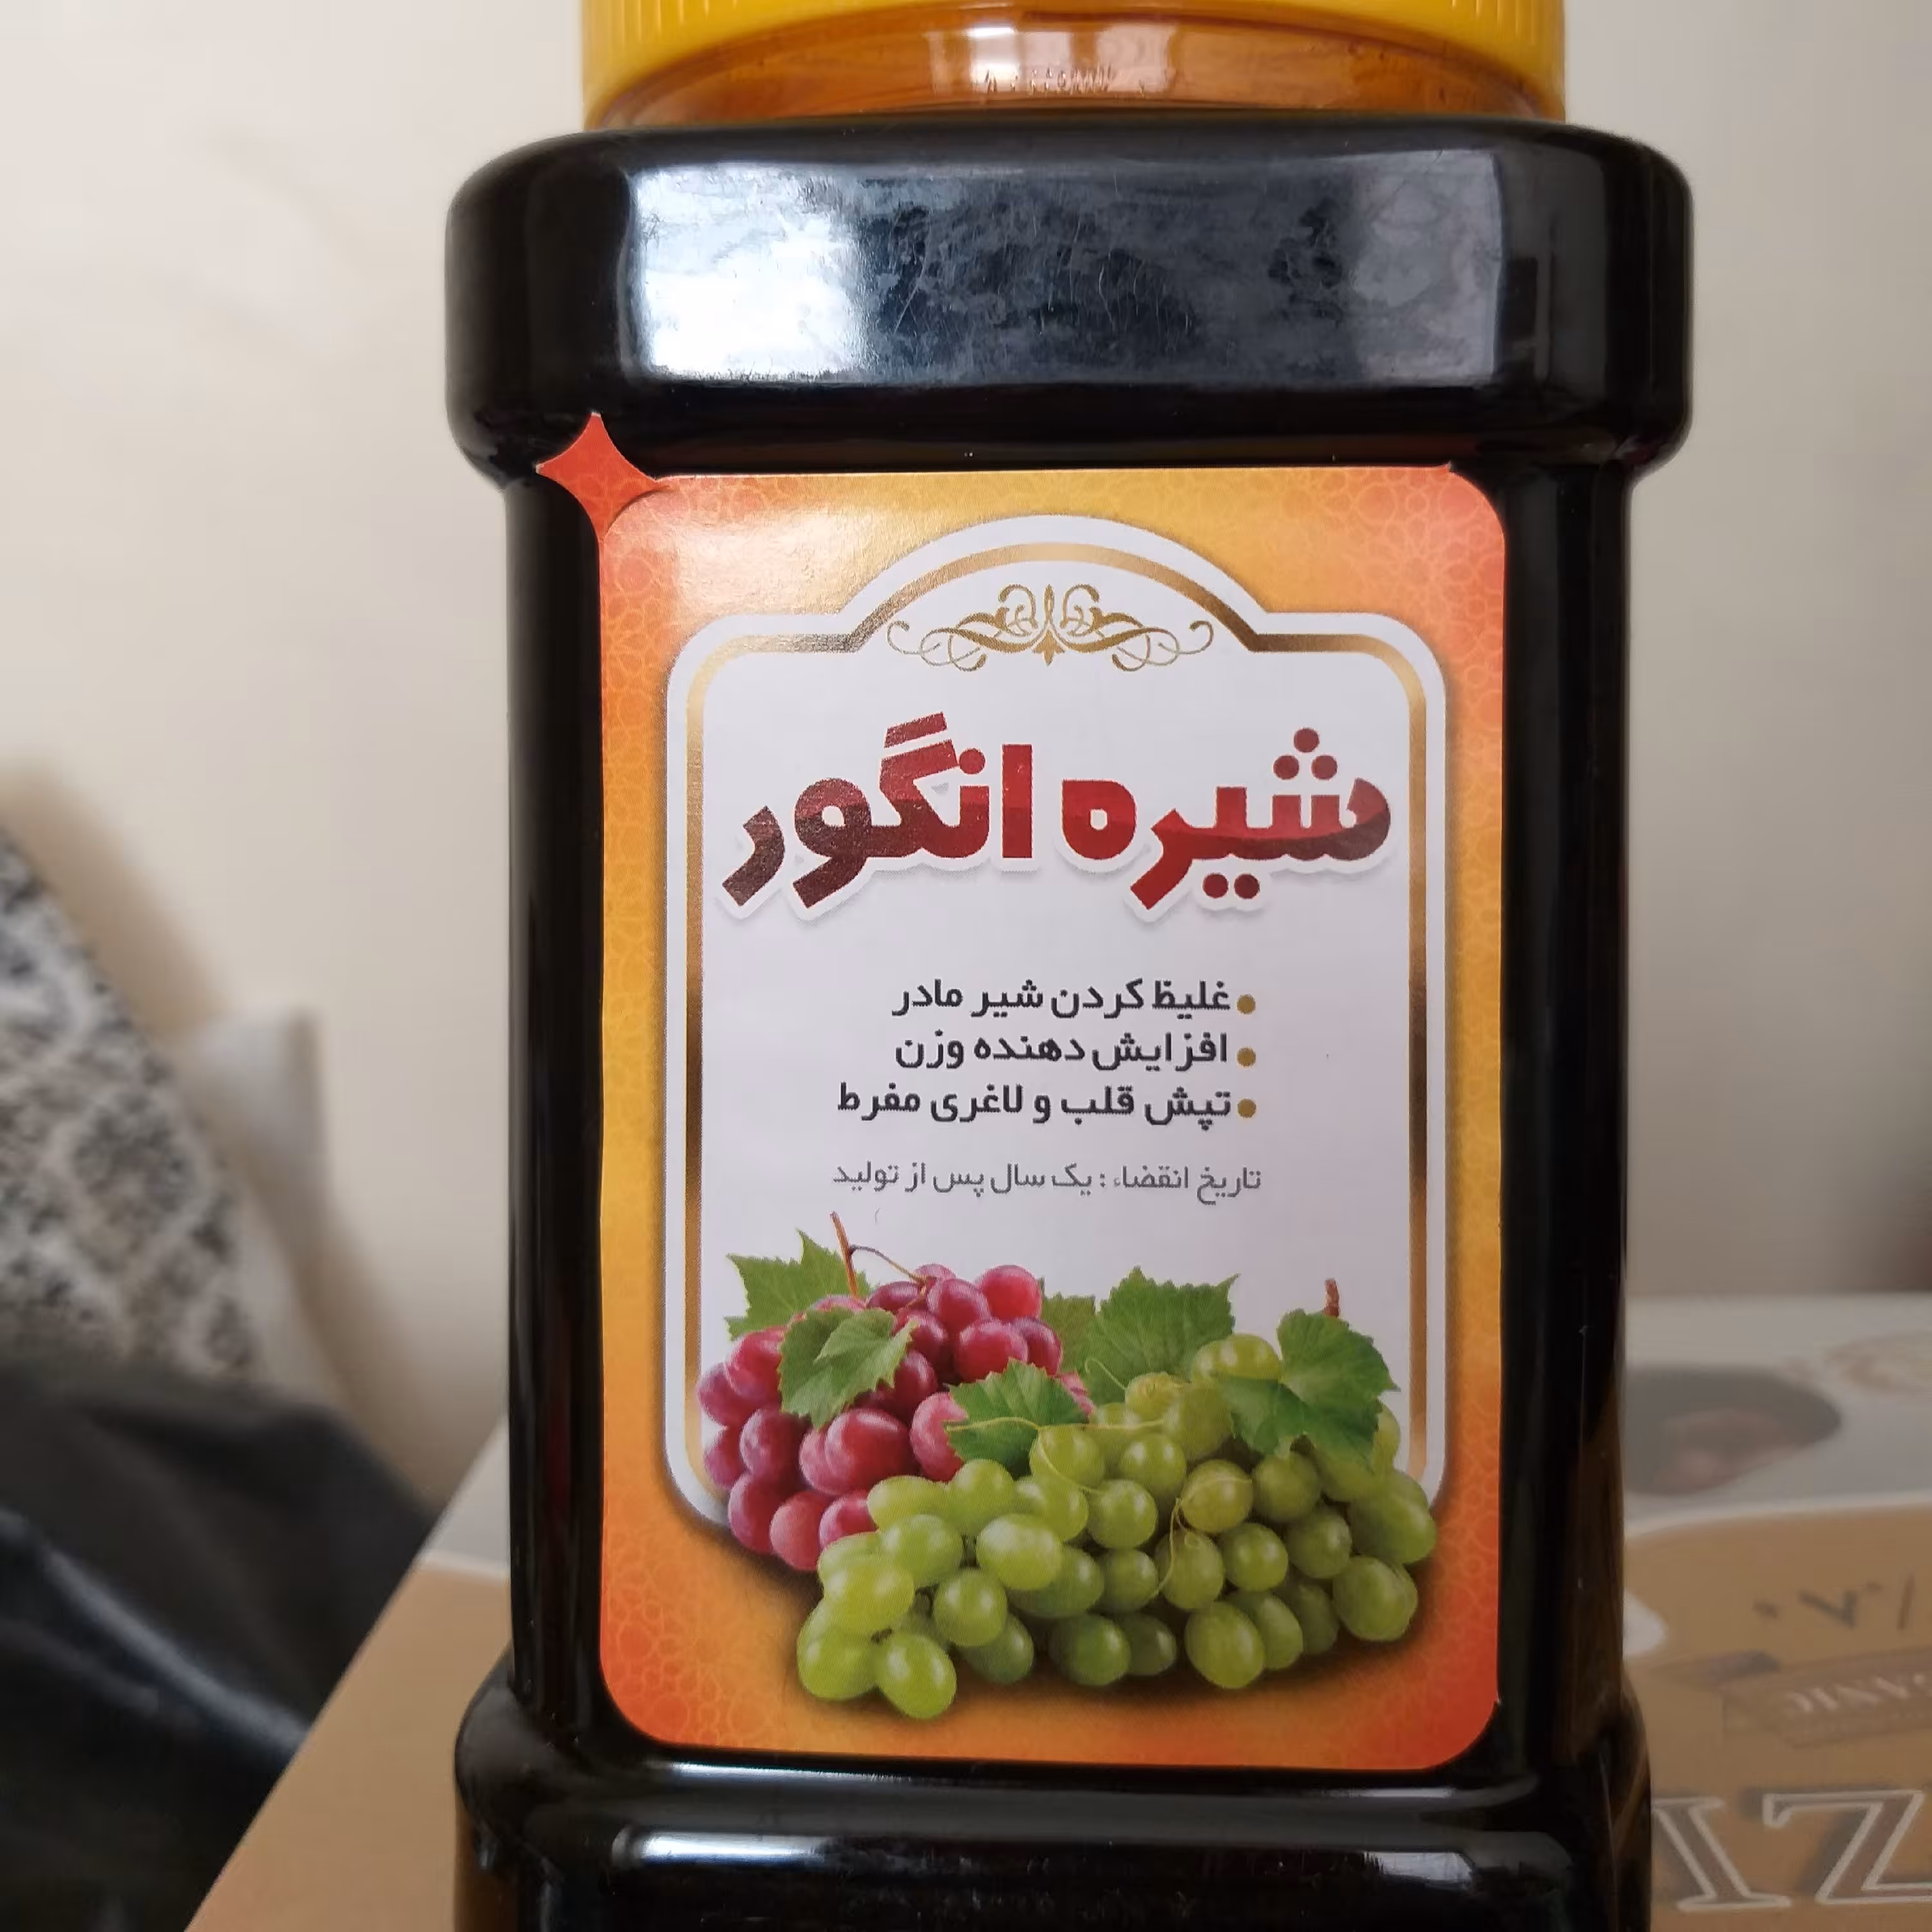 شیره انگور
غلیظ کردن شیر مادر
افزایش دهنده وزن
تپش قلب و لاغری مفرط
تاریخ انقضاء : یک سال پس از تولید